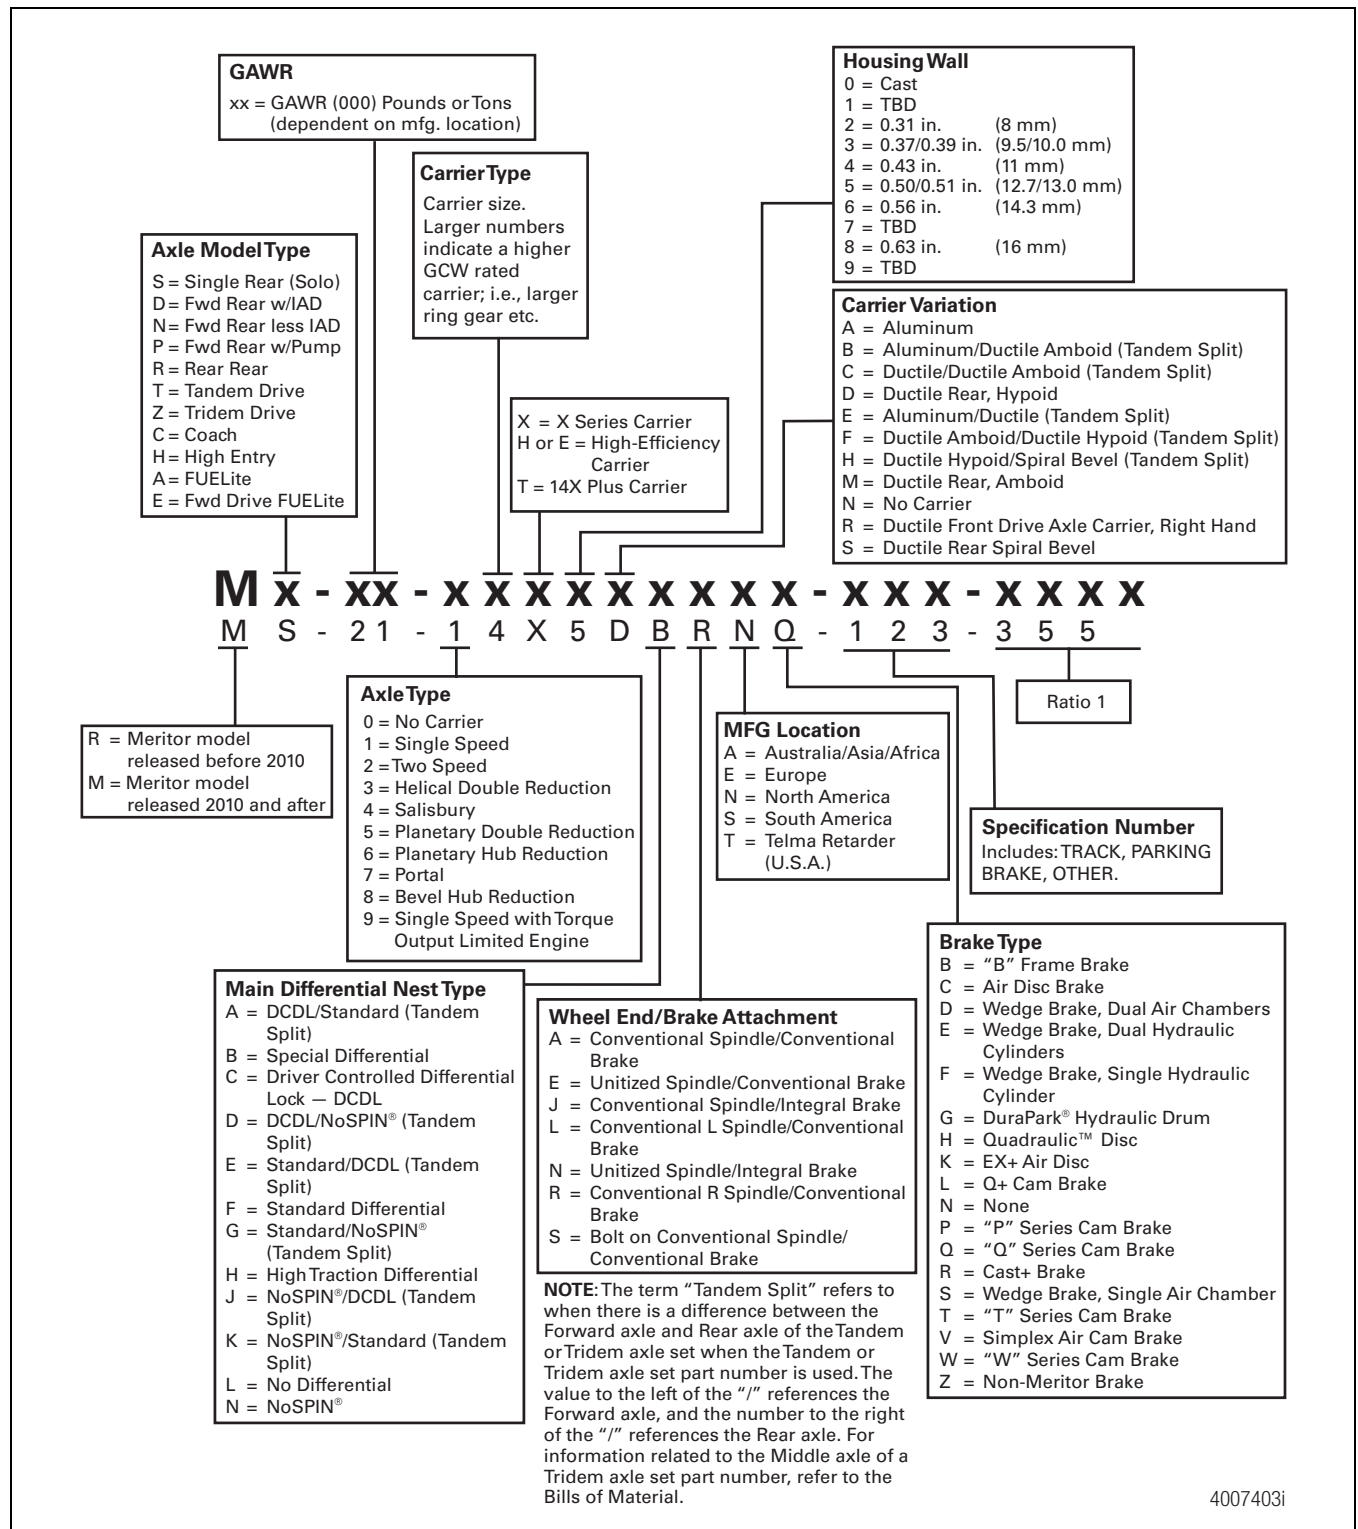 GAWR
xx = GAWR (000) Pounds or Tons
(dependent on mfg. location)
Housing Wall
0 = Cast
1 = TBD
2 = 0.31 in. (8 mm)
3 = 0.37/0.39 in. (9.5/10.0 mm)
4 = 0.43 in. (11 mm)
5 = 0.50/0.51 in. (12.7/13.0 mm)
6 = 0.56 in. (14.3 mm)
7 = TBD
8 = 0.63 in. (16 mm)
9 = TBD
Carrier Type
Carrier size.
Larger numbers
indicate a higher
GCW rated
carrier; i.e., larger
ring gear etc.
Axle Model Type
S = Single Rear (Solo)
D = Fwd Rear w/IAD
N = Fwd Rear less IAD
P = Fwd Rear w/Pump
R = Rear Rear
T = Tandem Drive
Z = Tridem Drive
C = Coach
H = High Entry
A = FUELite
E = Fwd Drive FUELite
X = X Series Carrier
H or E = High-Efficiency
Carrier
T = 14X Plus Carrier
Carrier Variation
A = Aluminum
B = Aluminum/Ductile Amboid (Tandem Split)
C = Ductile/Ductile Amboid (Tandem Split)
D = Ductile Rear, Hypoid
E = Aluminum/Ductile (Tandem Split)
F = Ductile Amboid/Ductile Hypoid (Tandem Split)
H = Ductile Hypoid/Spiral Bevel (Tandem Split)
M = Ductile Rear, Amboid
N = No Carrier
R = Ductile Front Drive Axle Carrier, Right Hand
S = Ductile Rear Spiral Bevel
M x - xx - x x x x x x x x x - x x x - x x x x
M S - 2 1 - 1 4 X 5 D B R N Q - 1 2 3 - 3 5 5
R = Meritor model
released before 2010
M = Meritor model
released 2010 and after
Axle Type
0 = No Carrier
1 = Single Speed
2 = Two Speed
3 = Helical Double Reduction
4 = Salisbury
5 = Planetary Double Reduction
6 = Planetary Hub Reduction
7 = Portal
8 = Bevel Hub Reduction
9 = Single Speed with Torque
Output Limited Engine
MFG Location
A = Australia/Asia/Africa
E = Europe
N = North America
S = South America
T = Telma Retarder
(U.S.A.)
Ratio 1
Specification Number
Includes: TRACK, PARKING
BRAKE, OTHER.
Main Differential Nest Type
A = DCDL/Standard (Tandem
Split)
B = Special Differential
C = Driver Controlled Differential
Lock — DCDL
D = DCDL/NoSPIN® (Tandem
Split)
E = Standard/DCDL (Tandem
Split)
F = Standard Differential
G = Standard/NoSPIN®
(Tandem Split)
H = High Traction Differential
J = NoSPIN®/DCDL (Tandem
Split)
K = NoSPIN®/Standard (Tandem
Split)
L = No Differential
N = NoSPIN®
Wheel End/Brake Attachment
A = Conventional Spindle/Conventional
Brake
E = Unitized Spindle/Conventional Brake
J = Conventional Spindle/Integral Brake
L = Conventional L Spindle/Conventional
Brake
N = Unitized Spindle/Integral Brake
R = Conventional R Spindle/Conventional
Brake
S = Bolt on Conventional Spindle/
Conventional Brake
NOTE: The term “Tandem Split” refers to
when there is a difference between the
Forward axle and Rear axle of the Tandem
or Tridem axle set when the Tandem or
Tridem axle set part number is used. The
value to the left of the “/” references the
Forward axle, and the number to the right
of the “/” references the Rear axle. For
information related to the Middle axle of a
Tridem axle set part number, refer to the
Bills of Material.
Brake Type
B = “B” Frame Brake
C = Air Disc Brake
D = Wedge Brake, Dual Air Chambers
E = Wedge Brake, Dual Hydraulic
Cylinders
F = Wedge Brake, Single Hydraulic
Cylinder
G = DuraPark® Hydraulic Drum
H = Quadraulic™ Disc
K = EX+ Air Disc
L = Q+ Cam Brake
N = None
P = “P” Series Cam Brake
Q = “Q” Series Cam Brake
R = Cast+ Brake
S = Wedge Brake, Single Air Chamber
T = “T” Series Cam Brake
V = Simplex Air Cam Brake
W = “W” Series Cam Brake
Z = Non-Meritor Brake
4007403i